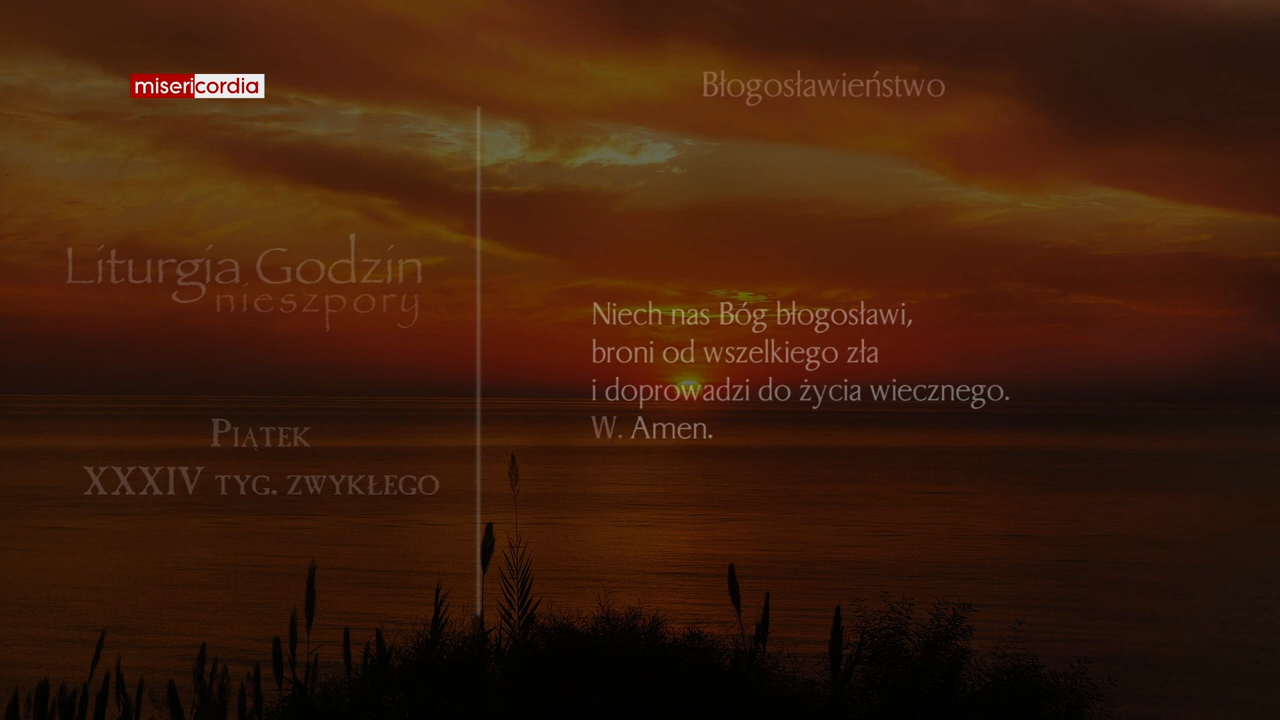 misericordia
Błogosławieństwo
Liturgia Godzin
nieszpory
Niech nas Bóg błogosławi,
broni od wszelkiego zła
i doprowadzi do życia wiecznego.
W. Amen.
Piątek
XXXIV tyg. zwykłego